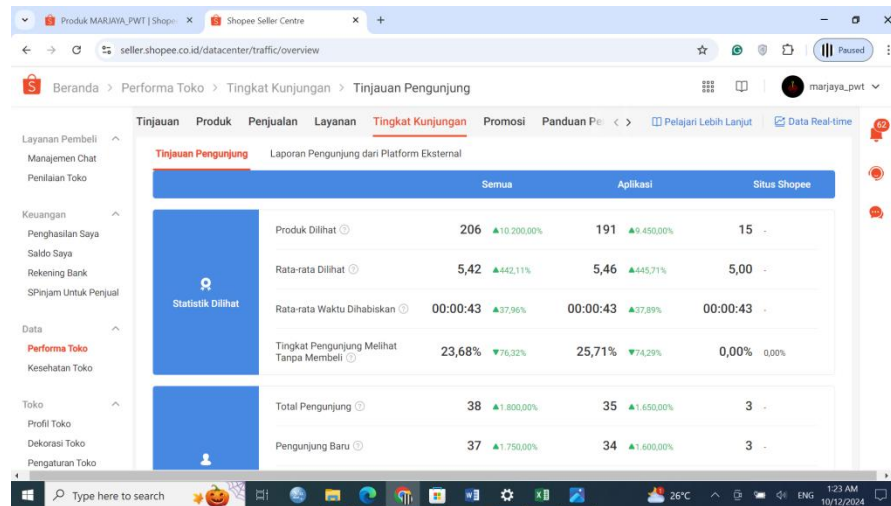 Produk MARJAYA_PWT | Shope
Shopee Seller Centre
seller.shopee.co.id/datacenter/traffic/overview
Paused
Beranda > Performa Toko > Tingkat Kunjungan > Tinjauan Pengunjung
marjaya_pwt
Tinjauan Produk Penjualan Layanan Tingkat Kunjungan Promosi Panduan Pe
Pelajari Lebih Lanjut
Data Real-time
62
Layanan Pembeli
Manajemen Chat
Penilaian Toko
Keuangan
Penghasilan Saya
Saldo Saya
Rekening Bank
SPinjam Untuk Penjual
Data
Performa Toko
Kesehatan Toko
Toko
Profil Toko
Dekorasi Toko
Pengaturan Toko
Tinjauan Pengunjung Laporan Pengunjung dari Platform Eksternal
Semua Aplikasi Situs Shopee
Statistik Dilihat
Produk Dilihat 206 ▲10.200,00% 191 ▲9.450,00% 15 -
Rata-rata Dilihat 5,42 ▲442,11% 5,46 ▲445,71% 5,00 -
Rata-rata Waktu Dihabiskan 00:00:43 ▲37,96% 00:00:43 ▲37,89% 00:00:43 -
Tingkat Pengunjung Melihat
Tanpa Membeli 23,68% ▼76,32% 25,71% ▼74,29% 0,00% 0,00%
Total Pengunjung 38 ▲1.800,00% 35 ▲1.650,00% 3 -
Pengunjung Baru 37 ▲1.750,00% 34 ▲1.600,00% 3 -
Type here to search
26°C
ENG
1:23 AM
10/12/2024